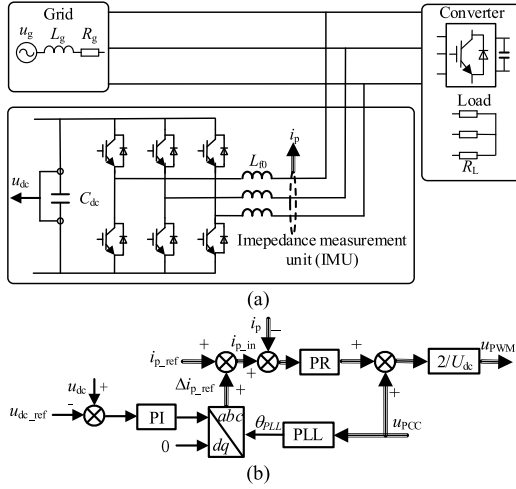 Grid
u_g L_g R_g
Converter
Load
R_L
i_p
L_f0
u_dc
C_dc
Imepedance measurement
unit (IMU)
(a)
i_p −
i_p_ref + i_p_in
+ PR + 2/U_dc u_PWM
Δi_p_ref + +
u_dc +
u_dc_ref - PI abc θ_PLL PLL u_PCC
0 dq
(b)